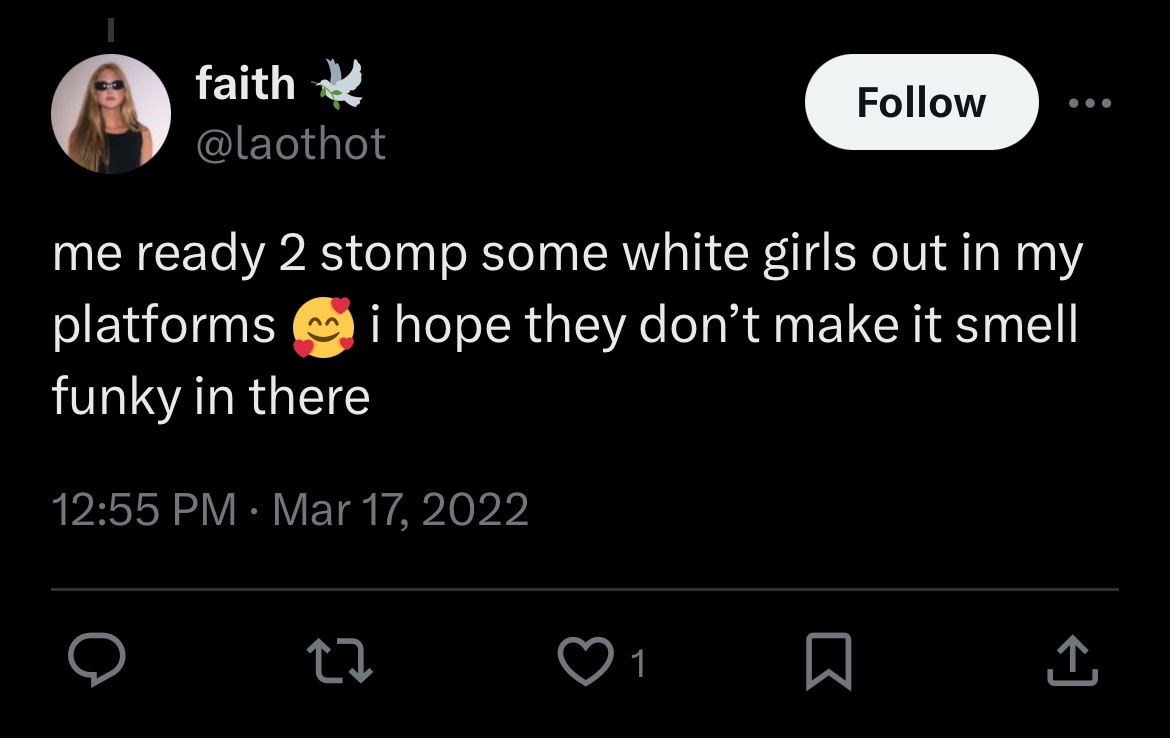 faith 🕊️
@laothot
Follow
me ready 2 stomp some white girls out in my
platforms 🥰 i hope they don’t make it smell
funky in there
12:55 PM · Mar 17, 2022
1